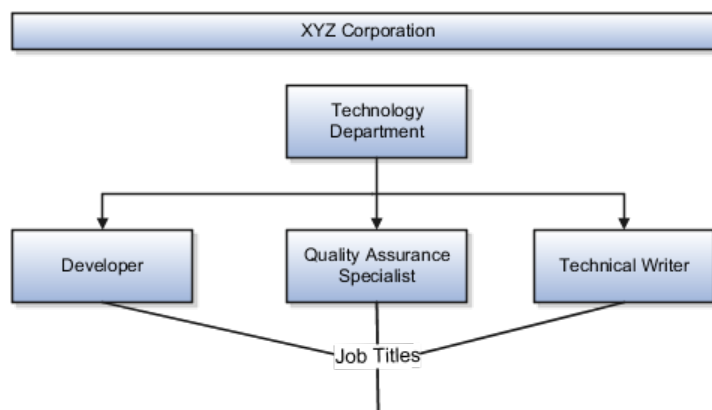 XYZ Corporation
Technology
Department
Developer
Quality Assurance
Specialist
Technical Writer
Job Titles